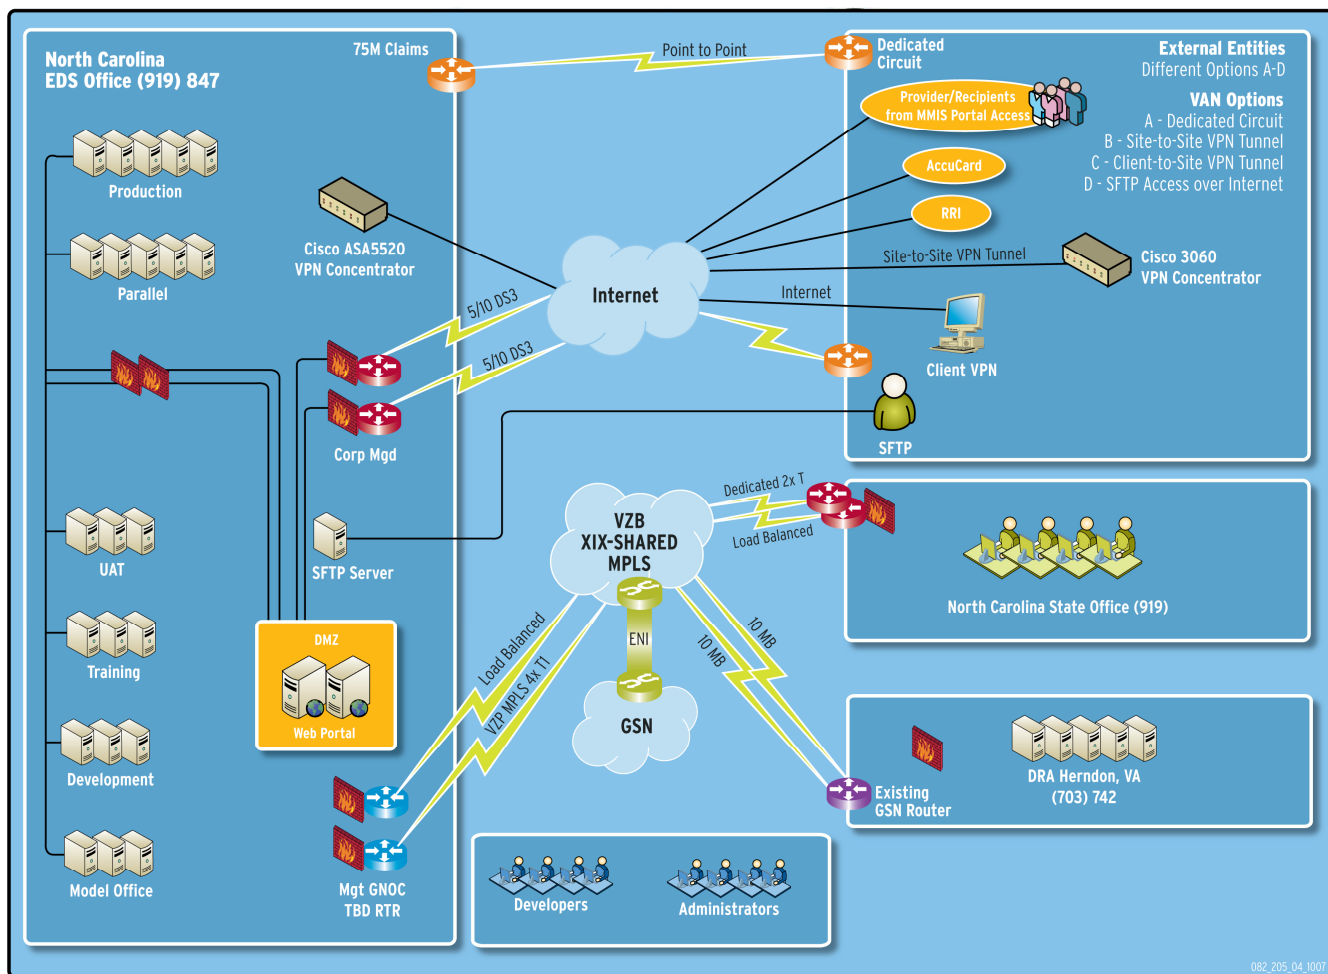 North Carolina
EDS Office (919) 847
75M Claims
Point to Point
Dedicated
Circuit
External Entities
Different Options A-D
VAN Options
A - Dedicated Circuit
B - Site-to-Site VPN Tunnel
C - Client-to-Site VPN Tunnel
D - SFTP Access over Internet
Provider/Recipients
from MMIS Portal Access
AccuCard
RRI
Production
Parallel
Cisco ASA5520
VPN Concentrator
Internet
Site-to-Site VPN Tunnel
Cisco 3060
VPN Concentrator
Internet
Client VPN
5/10 DS3
5/10 DS3
Corp Mgd
SFTP
SFTP Server
UAT
Training
Development
Model Office
DMZ
Web Portal
Mgt GNOC
TBD RTR
VZB
XIX-SHARED
MPLS
ENI
GSN
Load Balanced
VZP MPLS 4x T1
Dedicated 2x T
Load Balanced
10 MB
10 MB
North Carolina State Office (919)
Existing
GSN Router
DRA Herndon, VA
(703) 742
Developers
Administrators
082_205_04_1007